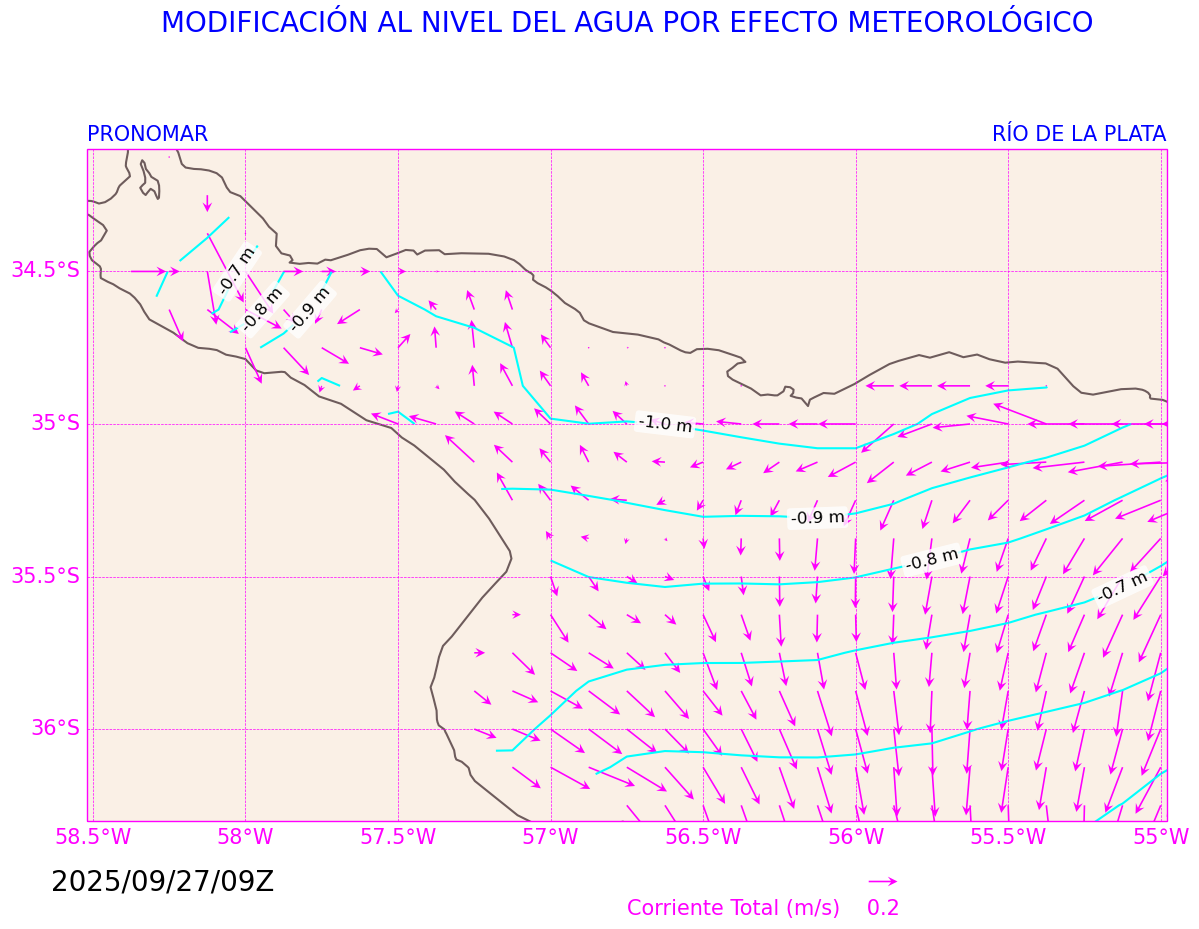 MODIFICACIÓN AL NIVEL DEL AGUA POR EFECTO METEOROLÓGICO
PRONOMAR
RÍO DE LA PLATA
-0.7 m
-0.8 m
-0.9 m
-1.0 m
-0.9 m
-0.8 m
-0.7 m
34.5°S
35°S
35.5°S
36°S
58.5°W
58°W
57.5°W
57°W
56.5°W
56°W
55.5°W
55°W
2025/09/27/09Z
Corriente Total (m/s)
0.2